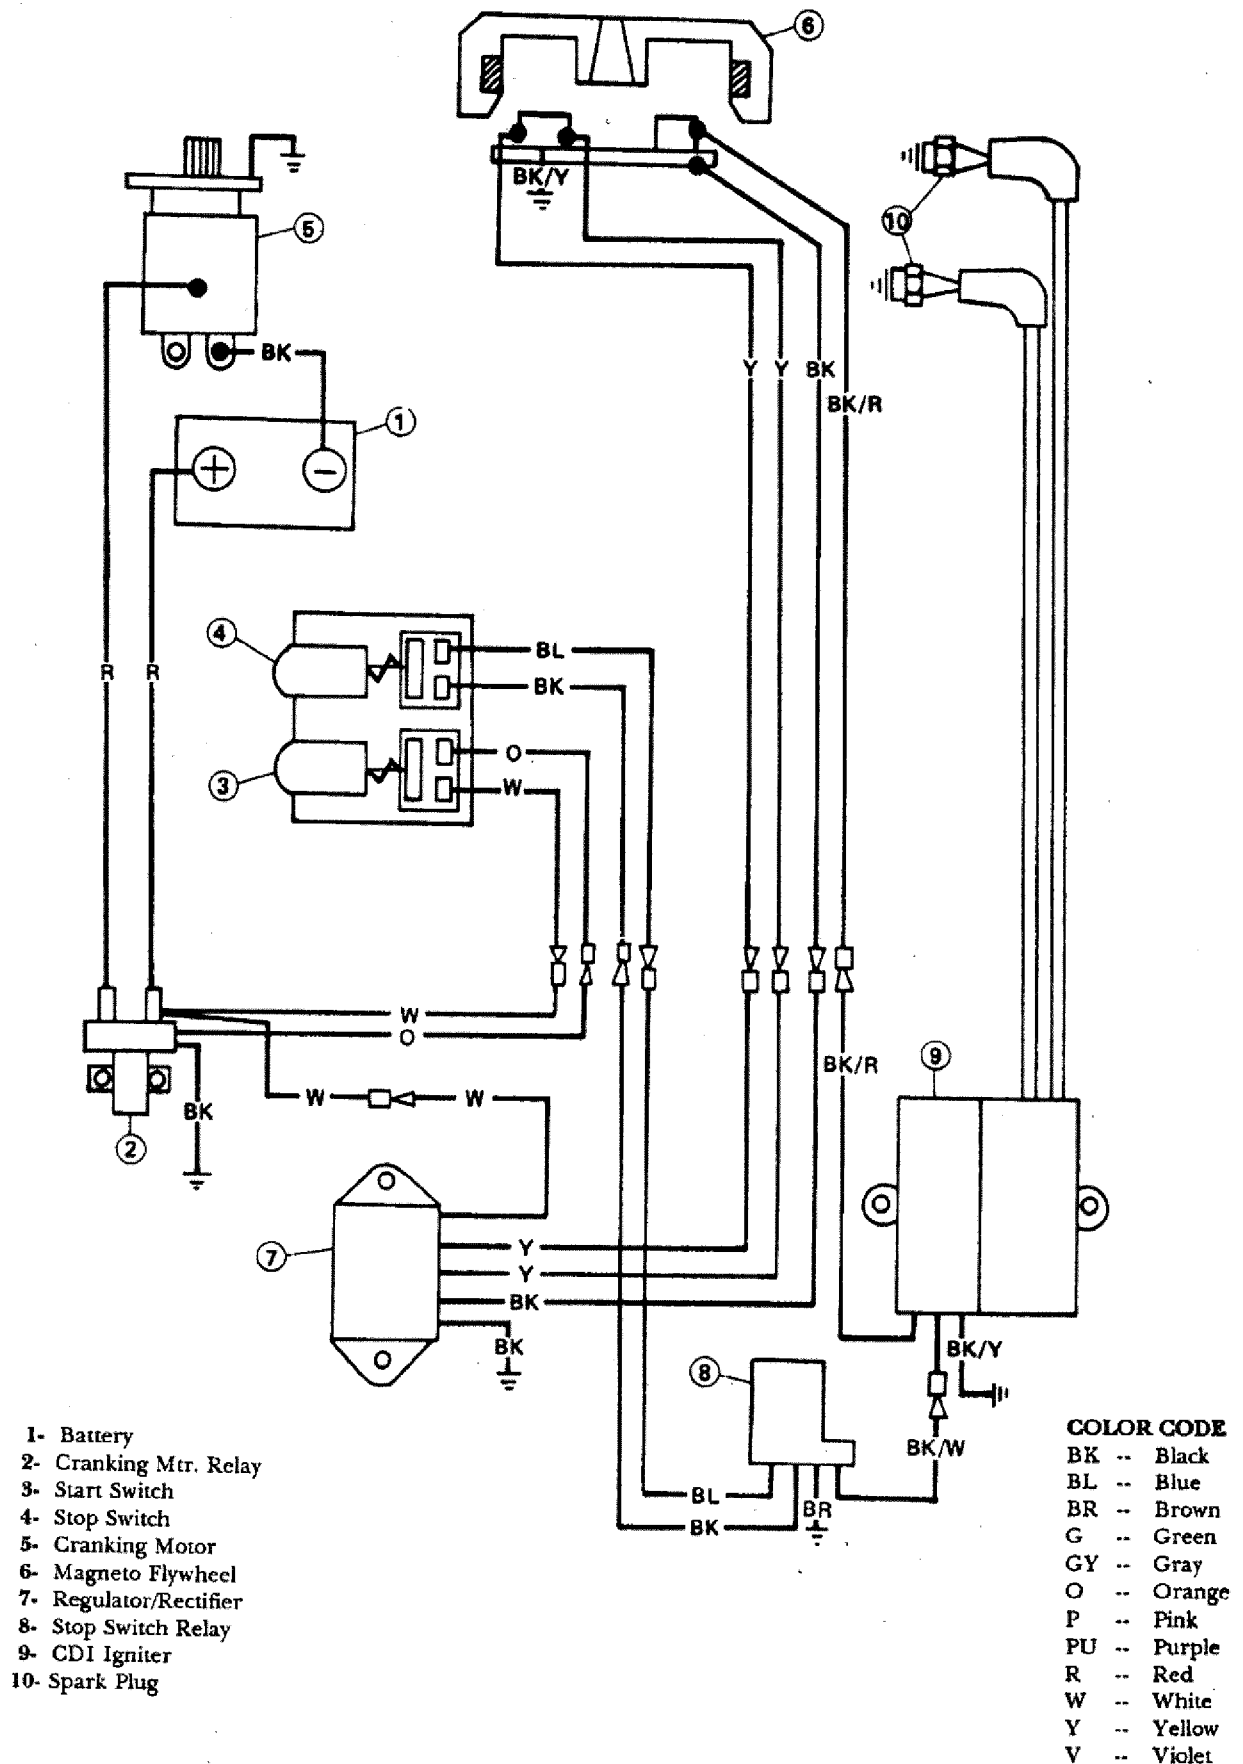 6
10
5
BK/Y
BK
Y Y BK
BK/R
1
+ −
4
BL
R R
BK
O
3
W
W
O
BK/R
9
W W
BK
2
7
Y
Y
BK
BK
BK/Y
8
BK/W
BL
BR
BK
1- Battery
2- Cranking Mtr. Relay
3- Start Switch
4- Stop Switch
5- Cranking Motor
6- Magneto Flywheel
7- Regulator/Rectifier
8- Stop Switch Relay
9- CDI Igniter
10- Spark Plug
COLOR CODE
BK -- Black
BL -- Blue
BR -- Brown
G -- Green
GY -- Gray
O -- Orange
P -- Pink
PU -- Purple
R -- Red
W -- White
Y -- Yellow
V -- Violet